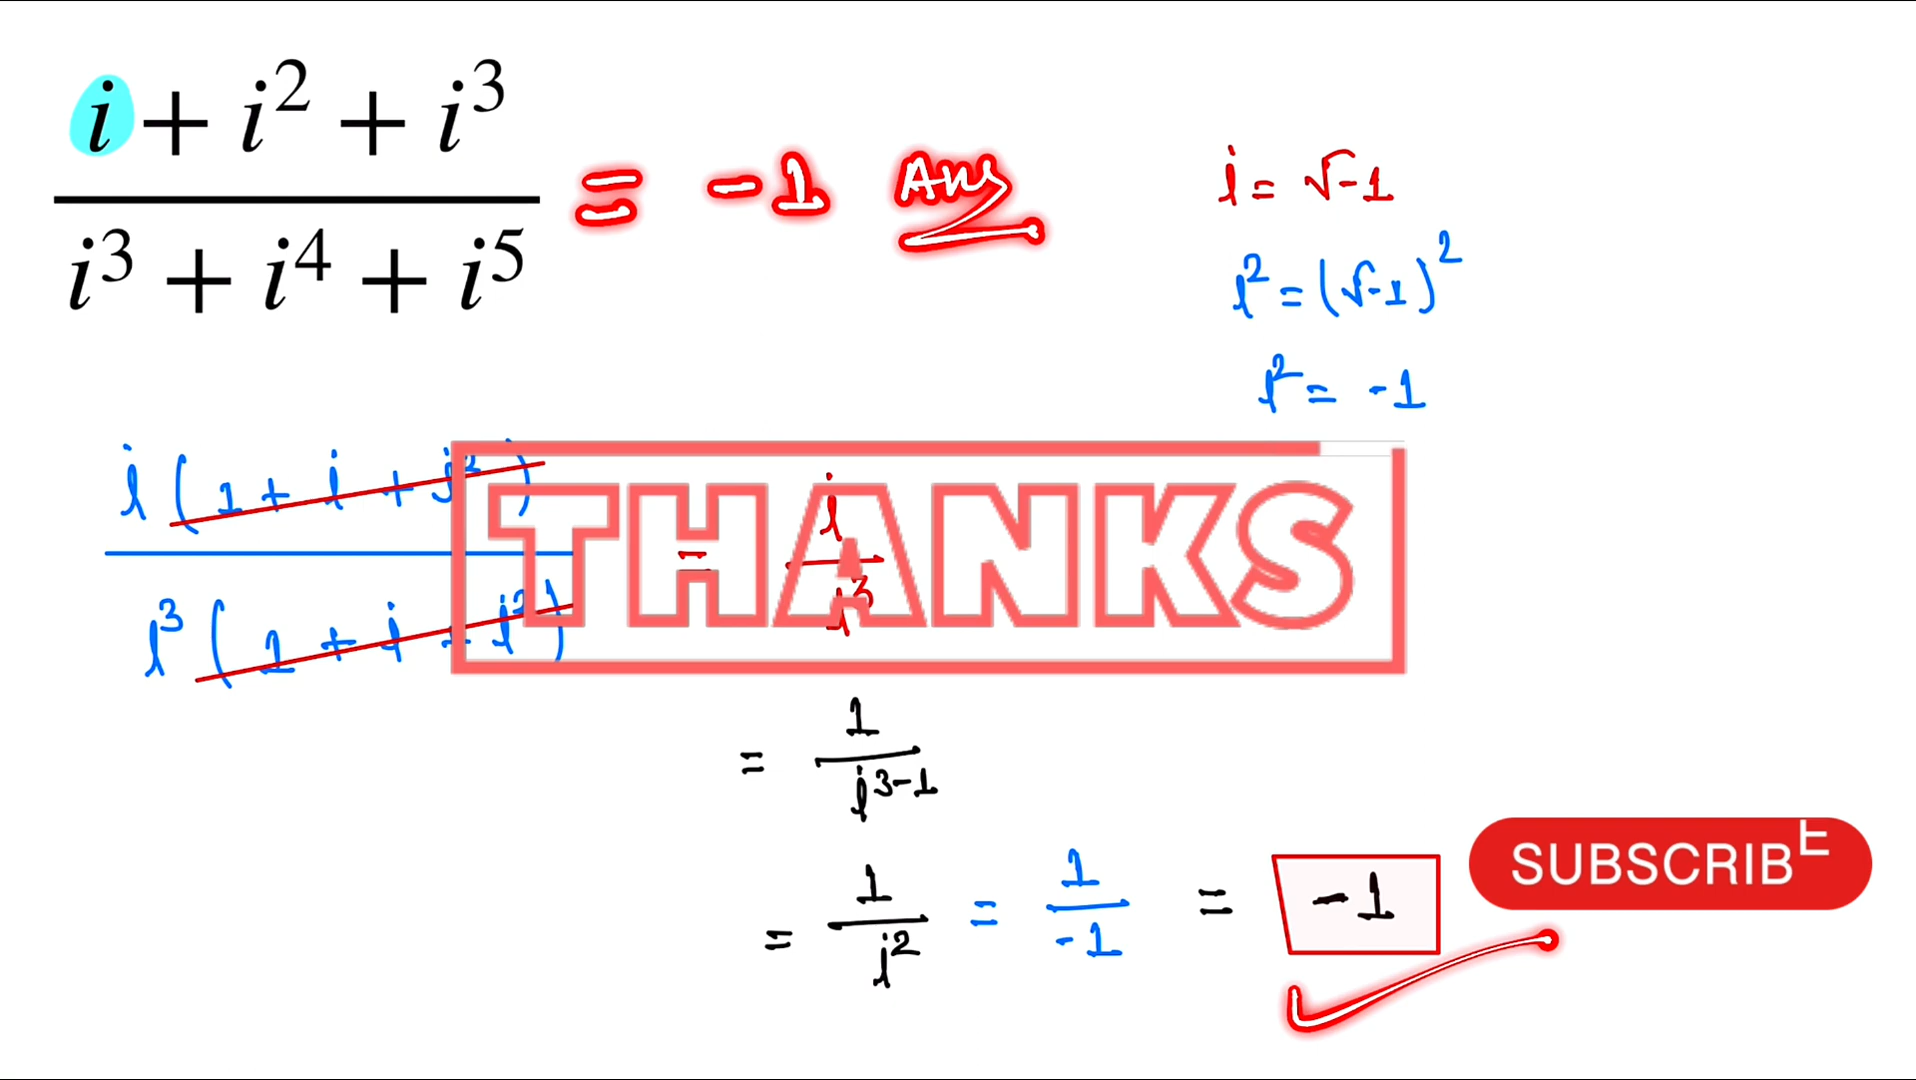 i + i² + i³
i³ + i⁴ + i⁵
= -1 Ans
i = √-1
i² = (√-1)²
i² = -1
i(1 + i + i²)
i³(1 + i + i²)
= i
i³
THANKS
= 1
i³⁻¹
= 1
i²
= 1
-1
= -1
SUBSCRIBE